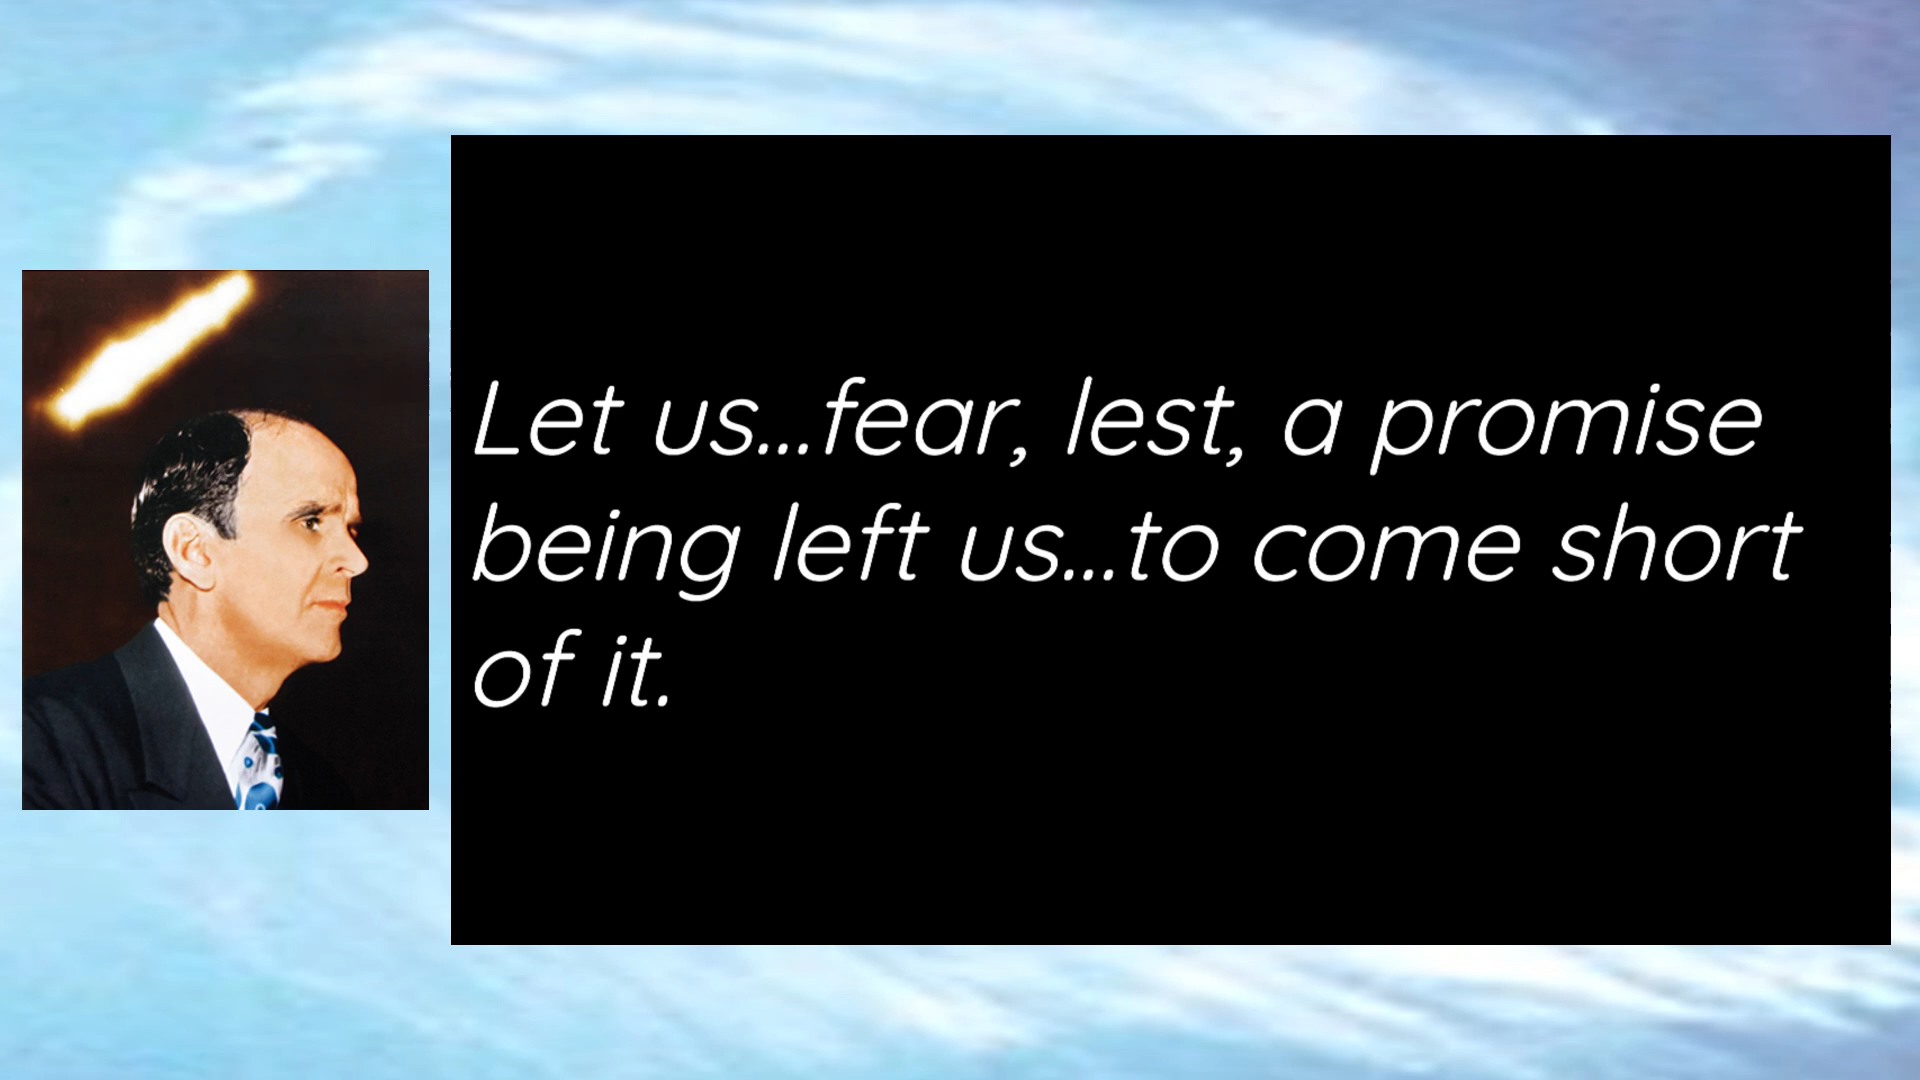 Let us...fear, lest, a promise
being left us...to come short
of it.